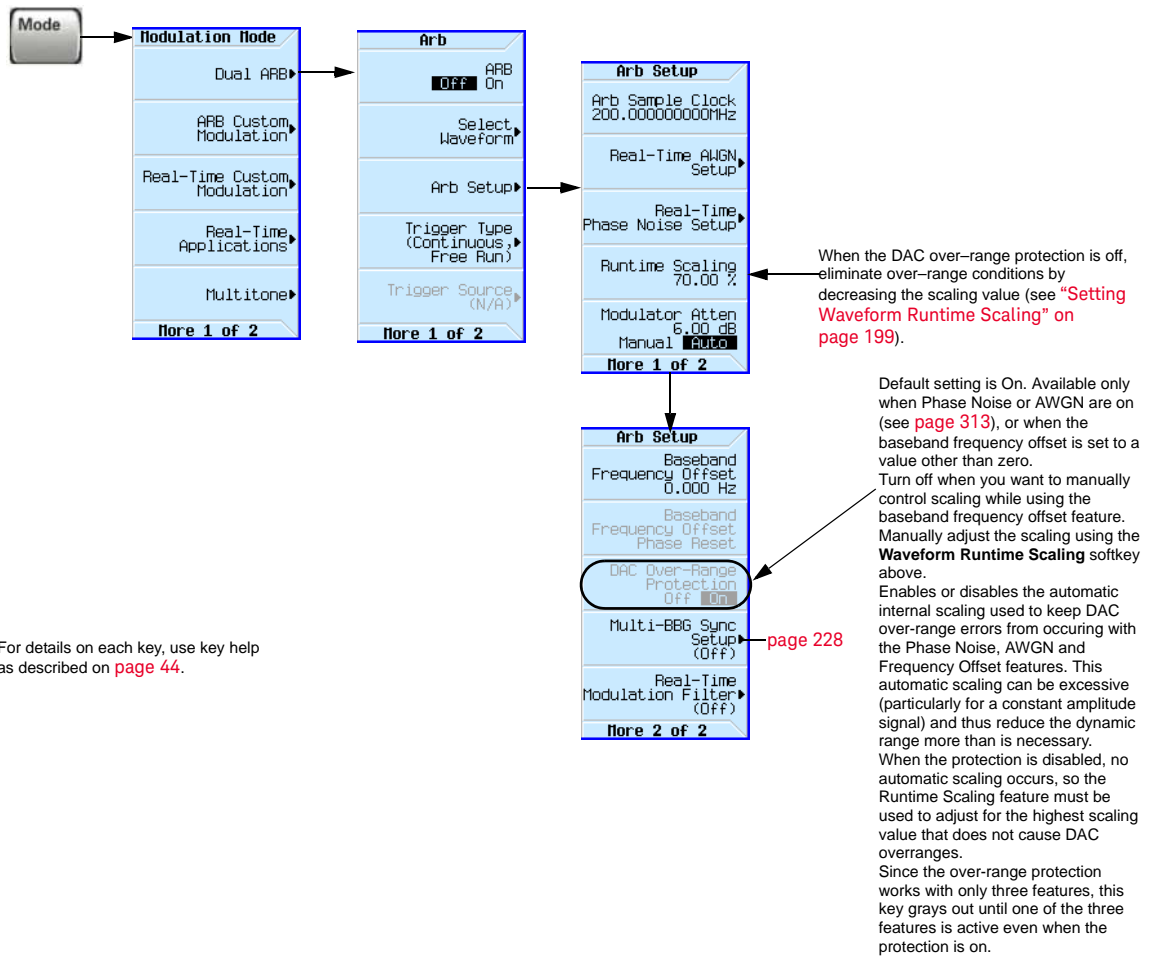 Mode
Modulation Mode
Dual ARB
ARB Custom
Modulation
Real-Time Custom
Modulation
Real-Time
Applications
Multitone
More 1 of 2
Arb
ARB
Off On
Select
Waveform
Arb Setup
Trigger Type
(Continuous,
Free Run)
Trigger Source
(N/A)
More 1 of 2
Arb Setup
Arb Sample Clock
200.000000000MHz
Real-Time AWGN
Setup
Real-Time
Phase Noise Setup
Runtime Scaling
70.00 %
Modulator Atten
6.00 dB
Manual Auto
More 1 of 2
When the DAC over–range protection is off,
eliminate over–range conditions by
decreasing the scaling value (see "Setting
Waveform Runtime Scaling" on
page 199).
Arb Setup
Baseband
Frequency Offset
0.000 Hz
Baseband
Frequency Offset
Phase Reset
DAC Over-Range
Protection
Off On
Multi-BBG Sync
Setup
(Off)
page 228
Real-Time
Modulation Filter
(Off)
More 2 of 2
Default setting is On. Available only
when Phase Noise or AWGN are on
(see page 313), or when the
baseband frequency offset is set to a
value other than zero.
Turn off when you want to manually
control scaling while using the
baseband frequency offset feature.
Manually adjust the scaling using the
Waveform Runtime Scaling softkey
above.
Enables or disables the automatic
internal scaling used to keep DAC
over-range errors from occuring with
the Phase Noise, AWGN and
Frequency Offset features. This
automatic scaling can be excessive
(particularly for a constant amplitude
signal) and thus reduce the dynamic
range more than is necessary.
When the protection is disabled, no
automatic scaling occurs, so the
Runtime Scaling feature must be
used to adjust for the highest scaling
value that does not cause DAC
overranges.
Since the over-range protection
works with only three features, this
key grays out until one of the three
features is active even when the
protection is on.
For details on each key, use key help
as described on page 44.